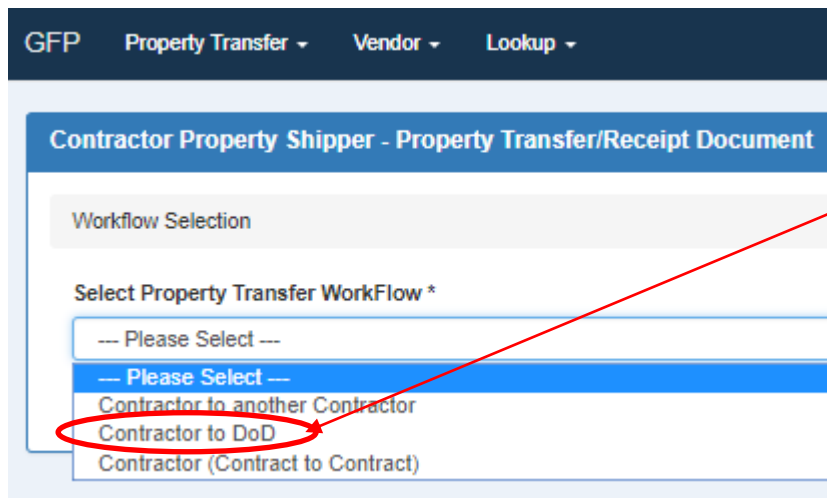 GFP Property Transfer Vendor Lookup
Contractor Property Shipper - Property Transfer/Receipt Document
Workflow Selection
Select Property Transfer WorkFlow *
--- Please Select ---
--- Please Select ---
Contractor to another Contractor
Contractor to DoD
Contractor (Contract to Contract)